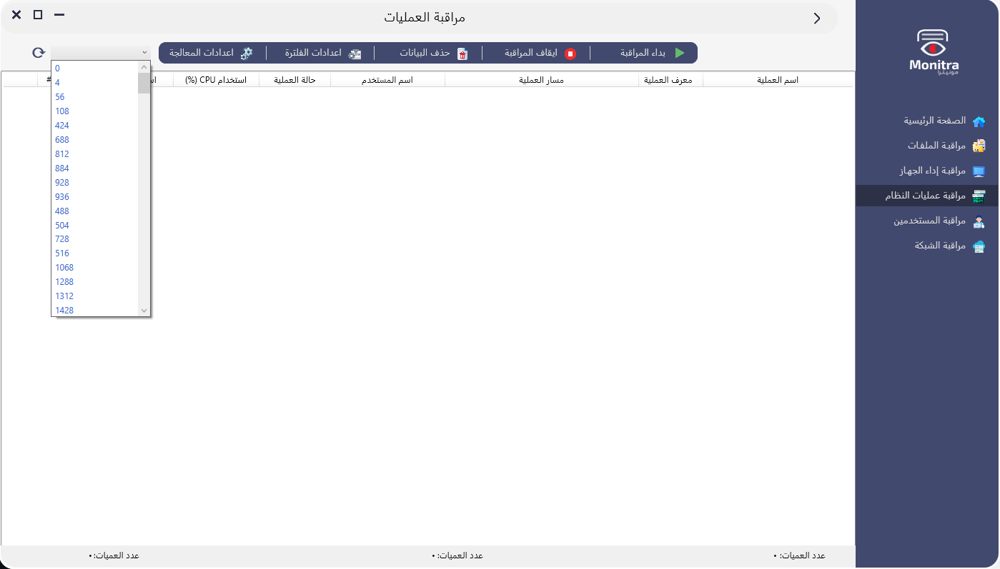 مراقبة العمليات
Monitra
مونيترا
الصفحة الرئيسية
مراقبة الملفات
مراقبة إداء الجهاز
مراقبة عمليات النظام
مراقبة المستخدمين
مراقبة الشبكة
بداء المراقبة
ايقاف المراقبة
حذف البيانات
اعدادات الفلترة
اعدادات المعالجة
اسم العملية
معرف العملية
مسار العملية
اسم المستخدم
حالة العملية
استخدام CPU (%)
#
0
4
56
108
424
688
812
884
928
936
488
504
728
516
1068
1288
1312
1428
عدد العميات: ٠
عدد العميات: ٠
عدد العميات: ٠